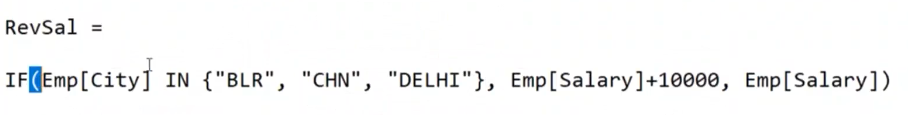 RevSal =
IF(Emp[City] IN {"BLR", "CHN", "DELHI"}, Emp[Salary]+10000, Emp[Salary])